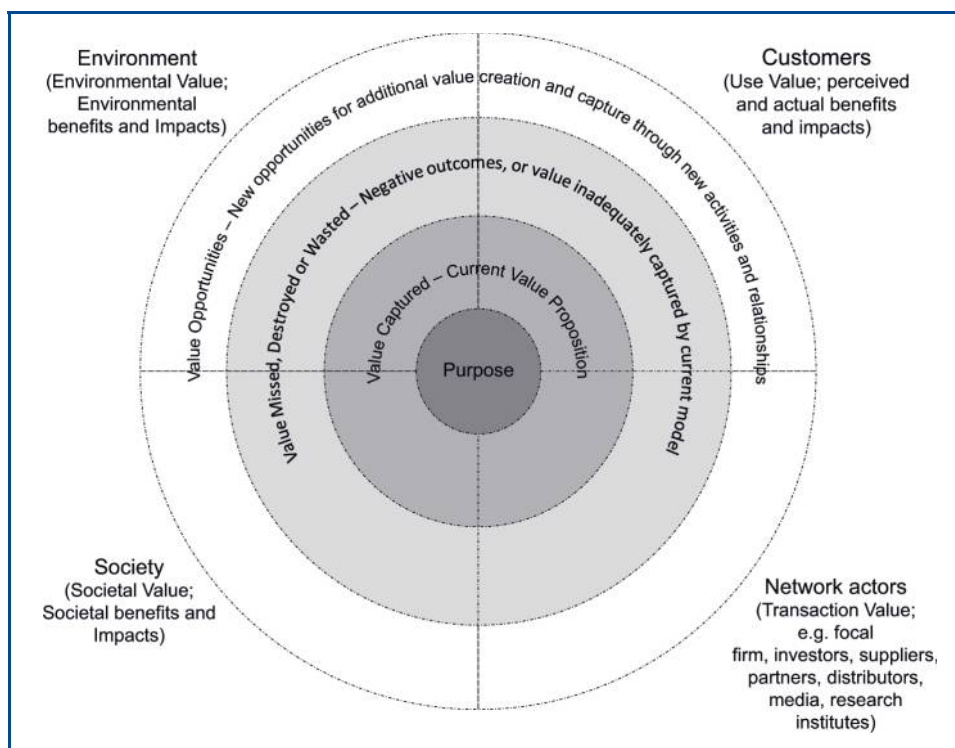 Environment
(Environmental Value;
Environmental
benefits and Impacts)
Customers
(Use Value; perceived
and actual benefits
and impacts)
Value Opportunities – New opportunities for additional value creation and capture through new activities and relationships
Value Missed, Destroyed or Wasted – Negative outcomes, or value inadequately captured by current model
Value Captured – Current Value Proposition
Purpose
Society
(Societal Value;
Societal benefits and
Impacts)
Network actors
(Transaction Value;
e.g. focal
firm, investors, suppliers,
partners, distributors,
media, research
institutes)